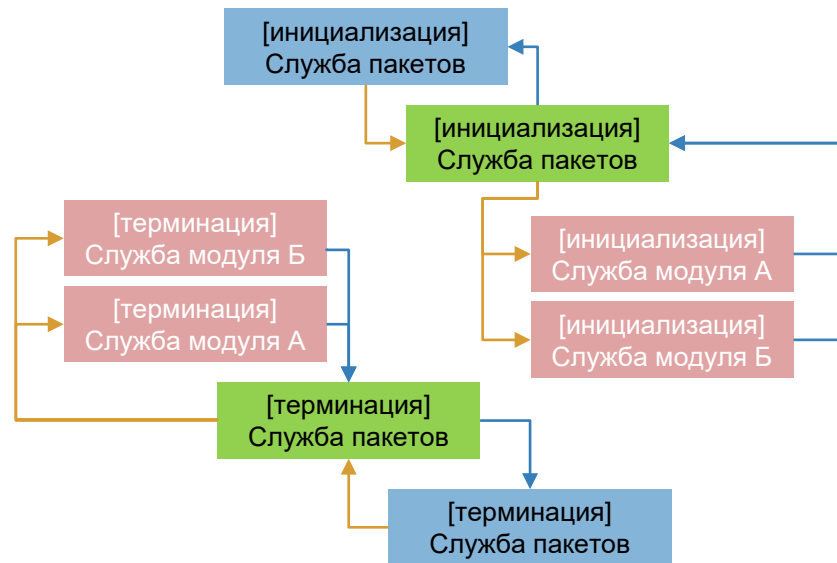 [инициализация]
Служба пакетов
[инициализация]
Служба пакетов
[терминация]
Служба модуля Б
[инициализация]
Служба модуля А
[терминация]
Служба модуля А
[инициализация]
Служба модуля Б
[терминация]
Служба пакетов
[терминация]
Служба пакетов